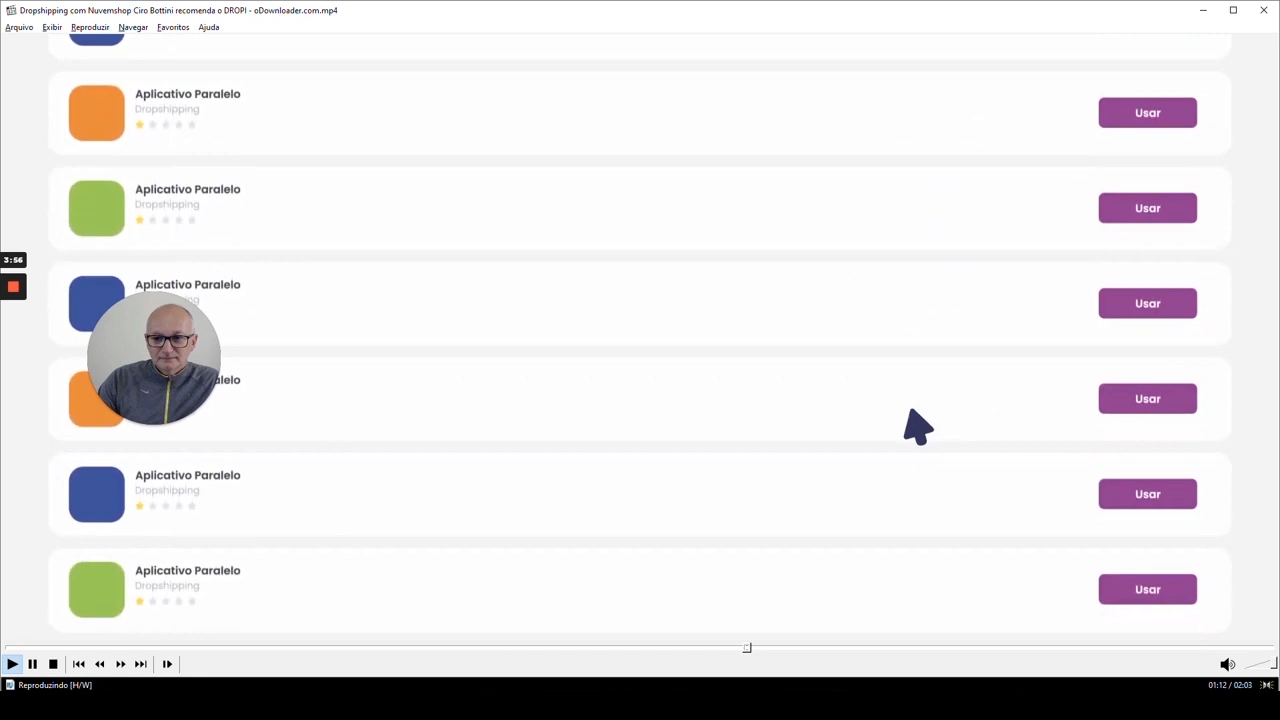 Dropshipping com Nuvemshop Ciro Bottini recomenda o DROPI - oDownloader.com.mp4
Arquivo Exibir Reproduzir Navegar Favoritos Ajuda
Aplicativo Paralelo
Dropshipping
Usar
Aplicativo Paralelo
Dropshipping
Usar
3:56
Aplicativo Paralelo
Usar
Usar
Aplicativo Paralelo
Dropshipping
Usar
Aplicativo Paralelo
Dropshipping
Usar
Reproduzindo [H/W]
01:12 / 02:03